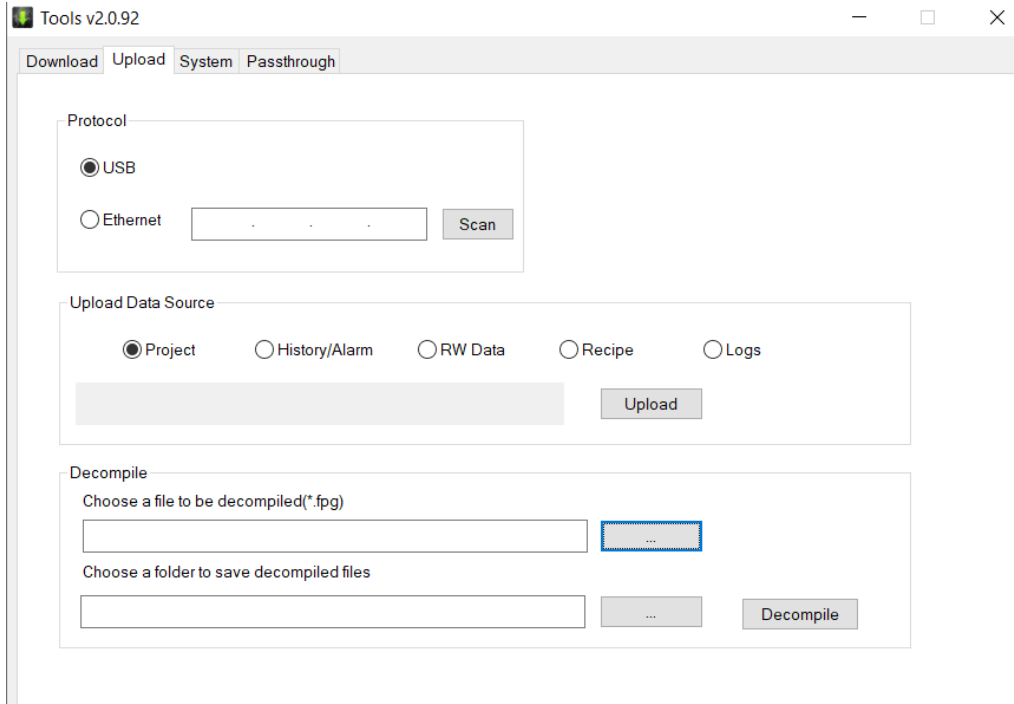 Tools v2.0.92
Download Upload System Passthrough
Protocol
USB
Ethernet . . . Scan
Upload Data Source
Project History/Alarm RW Data Recipe Logs
Upload
Decompile
Choose a file to be decompiled(*.fpg)
...
Choose a folder to save decompiled files
... Decompile